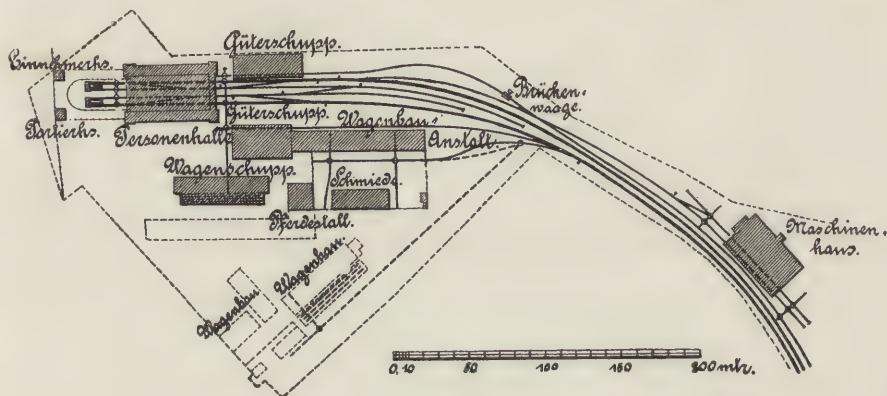 Güterschupp.
Einnehmerhs.
Brücken-
waage.
Portierhs.
Personenhalle
Güterschupp.
Wagenbau-
Anstalt
Wagenschupp.
Schmiede.
Pferdestall.
Maschinen-
haus.
Wagenbau
Wagenbau
0, 10 50 100 150 200 mtr.